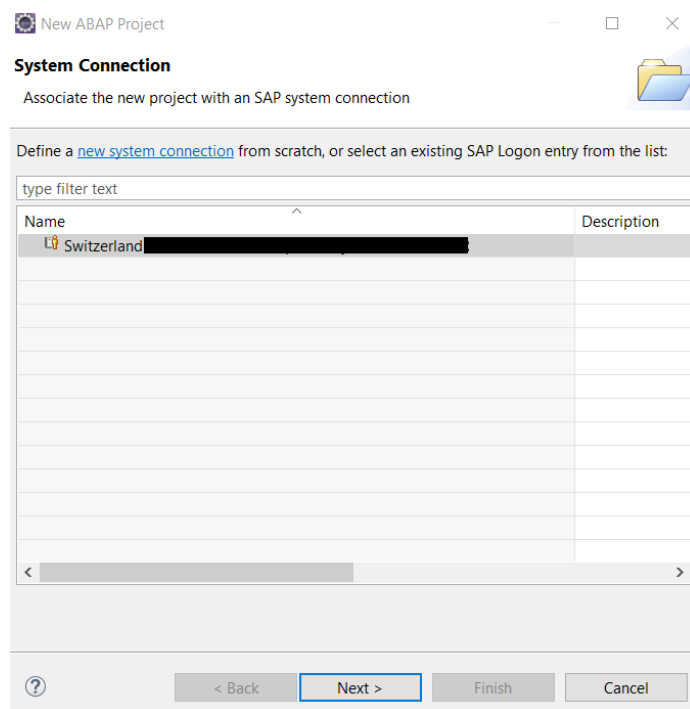 New ABAP Project
System Connection
Associate the new project with an SAP system connection
Define a new system connection from scratch, or select an existing SAP Logon entry from the list:
type filter text
Name Description
Switzerland
< Back Next > Finish Cancel